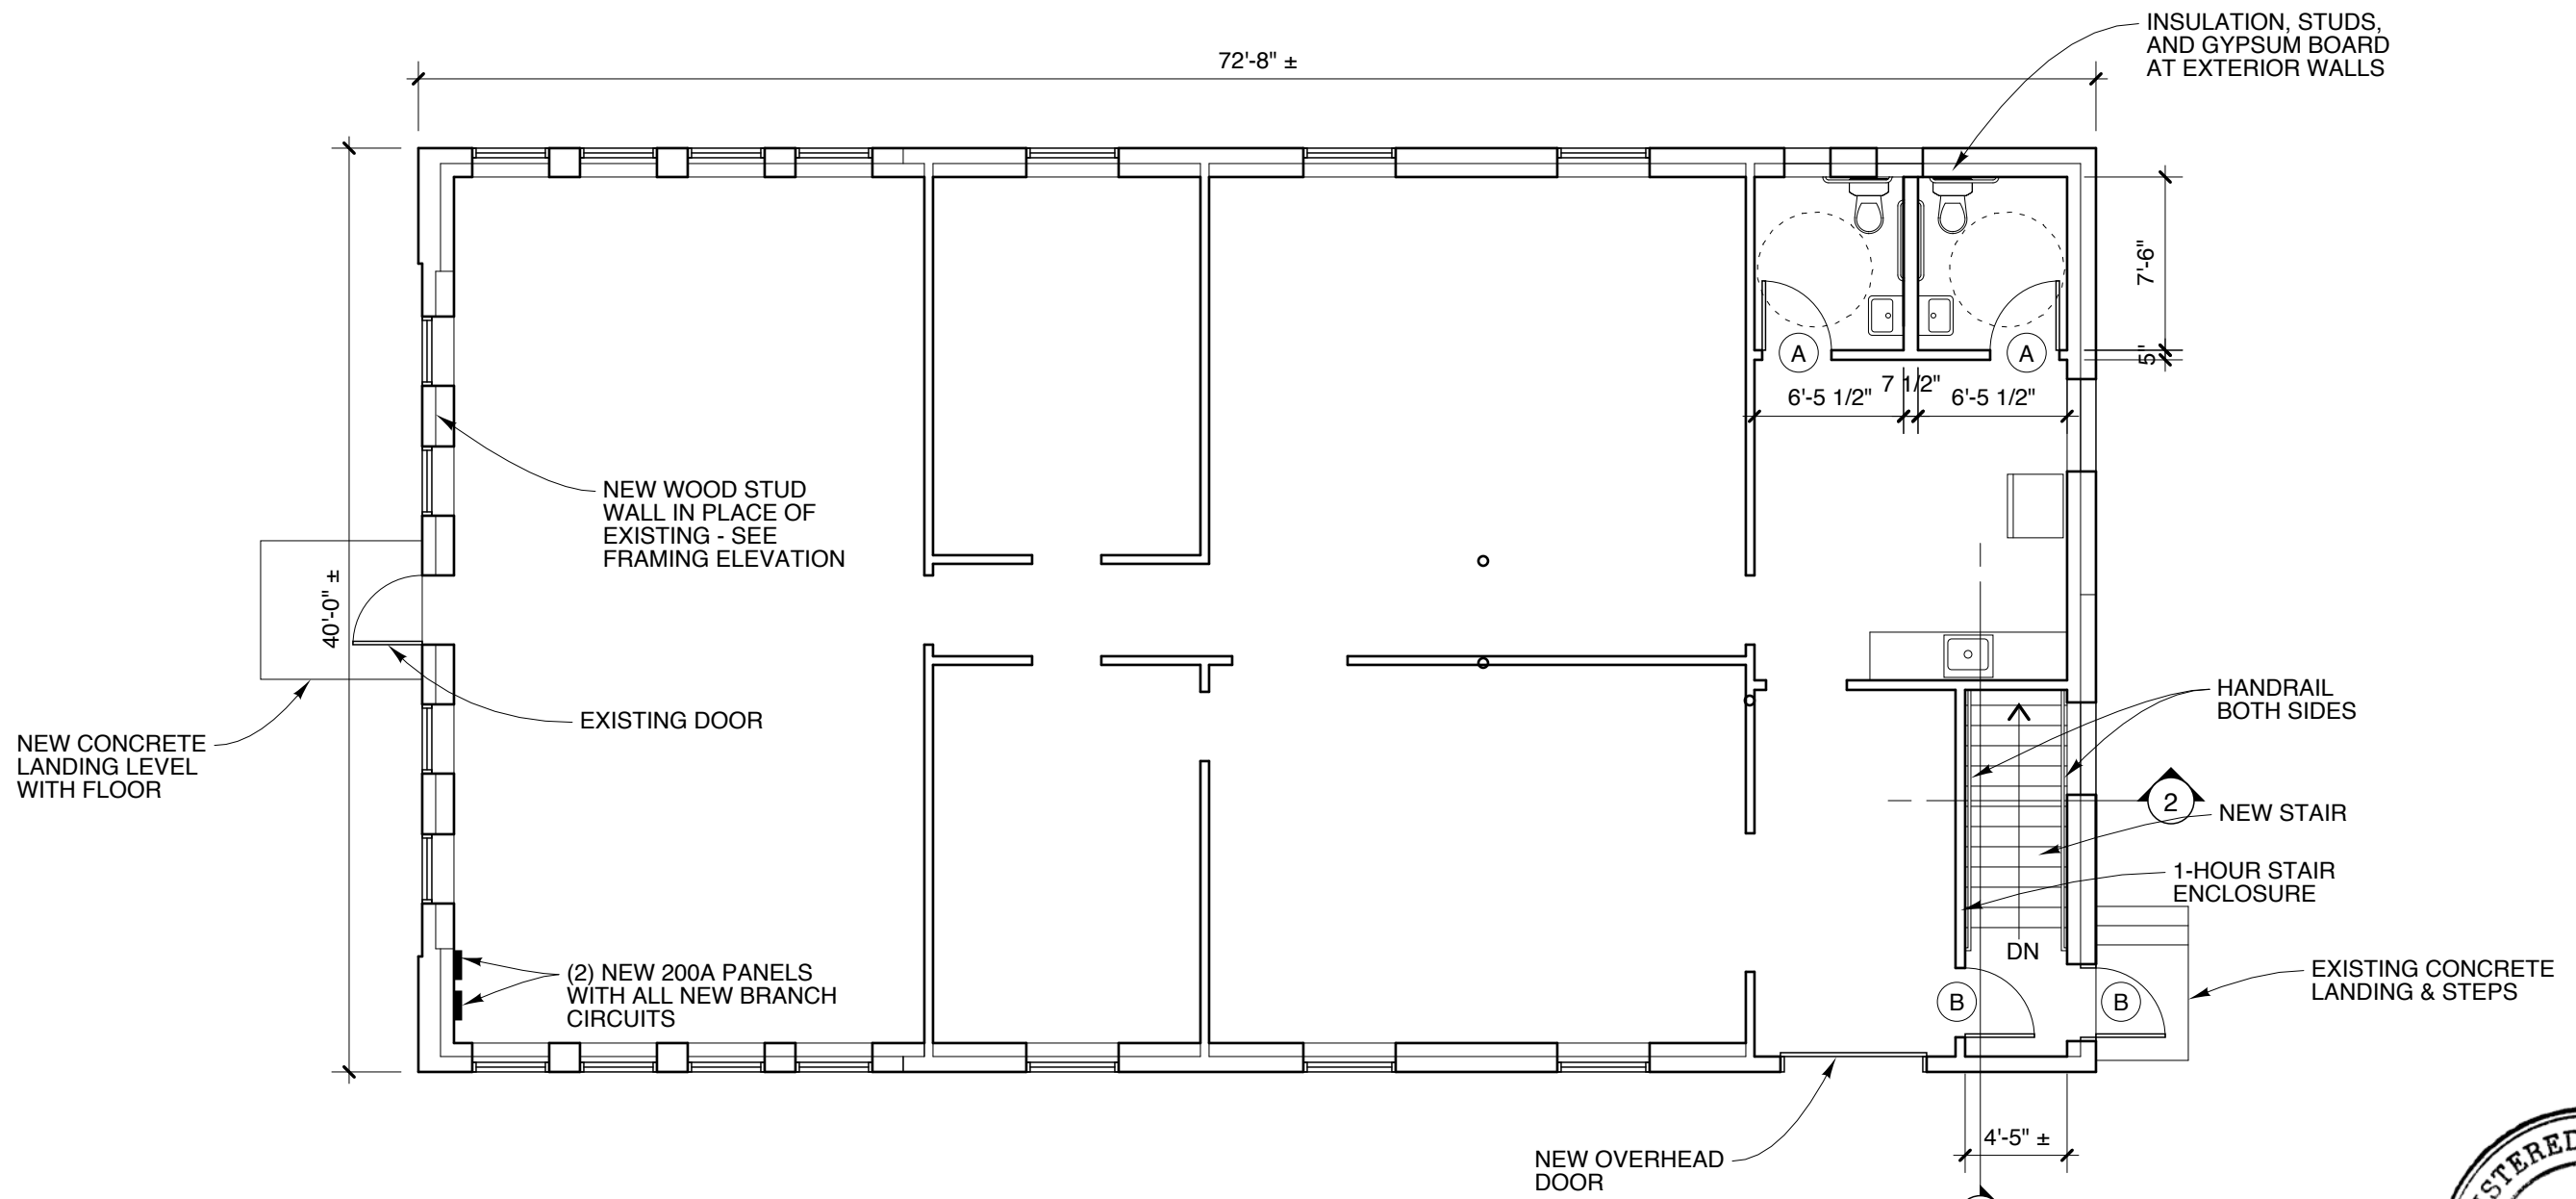 INSULATION, STUDS,
AND GYPSUM BOARD
AT EXTERIOR WALLS
72'-8" ±
7'-6"
5"
A
A
6'-5 1/2"
7 1/2"
6'-5 1/2"
NEW WOOD STUD
WALL IN PLACE OF
EXISTING - SEE
FRAMING ELEVATION
40'-0" ±
EXISTING DOOR
NEW CONCRETE
LANDING LEVEL
WITH FLOOR
HANDRAIL
BOTH SIDES
2
NEW STAIR
1-HOUR STAIR
ENCLOSURE
DN
(2) NEW 200A PANELS
WITH ALL NEW BRANCH
CIRCUITS
B
B
EXISTING CONCRETE
LANDING & STEPS
4'-5" ±
NEW OVERHEAD
DOOR
STERED